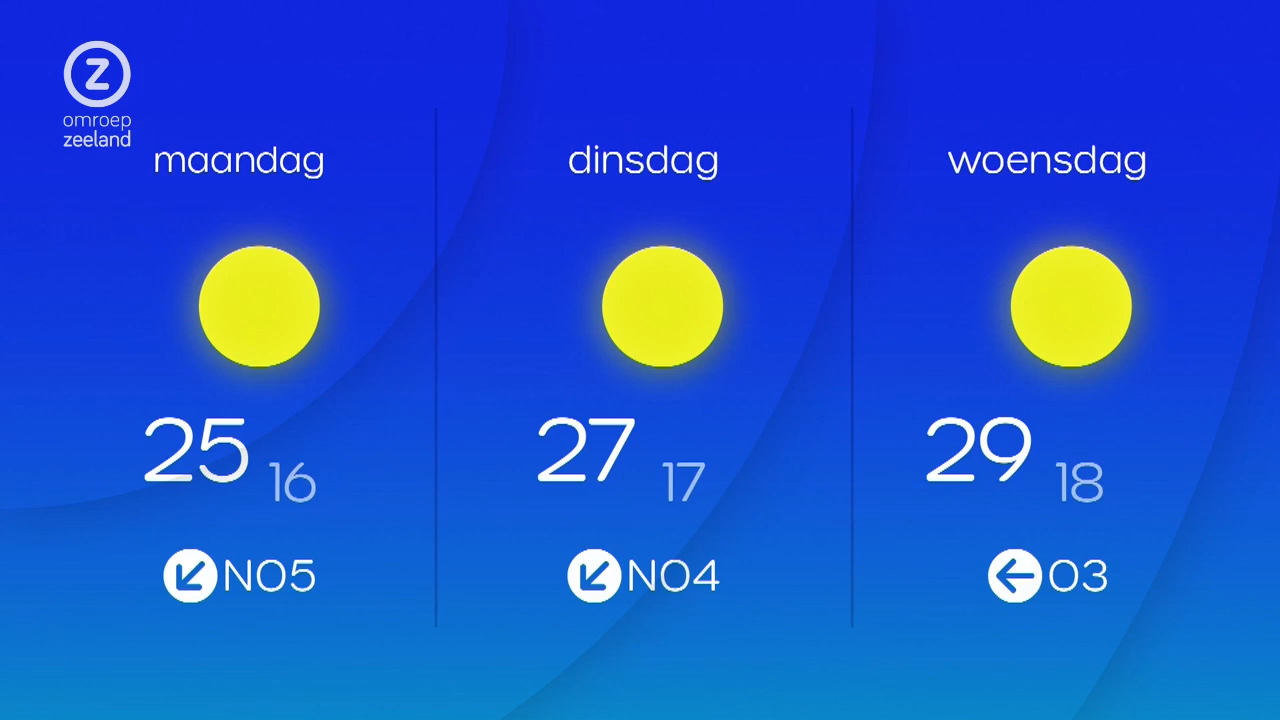 Z
omroep
zeeland
maandag
dinsdag
woensdag
25 16
27 17
29 18
NO5
NO4
O3